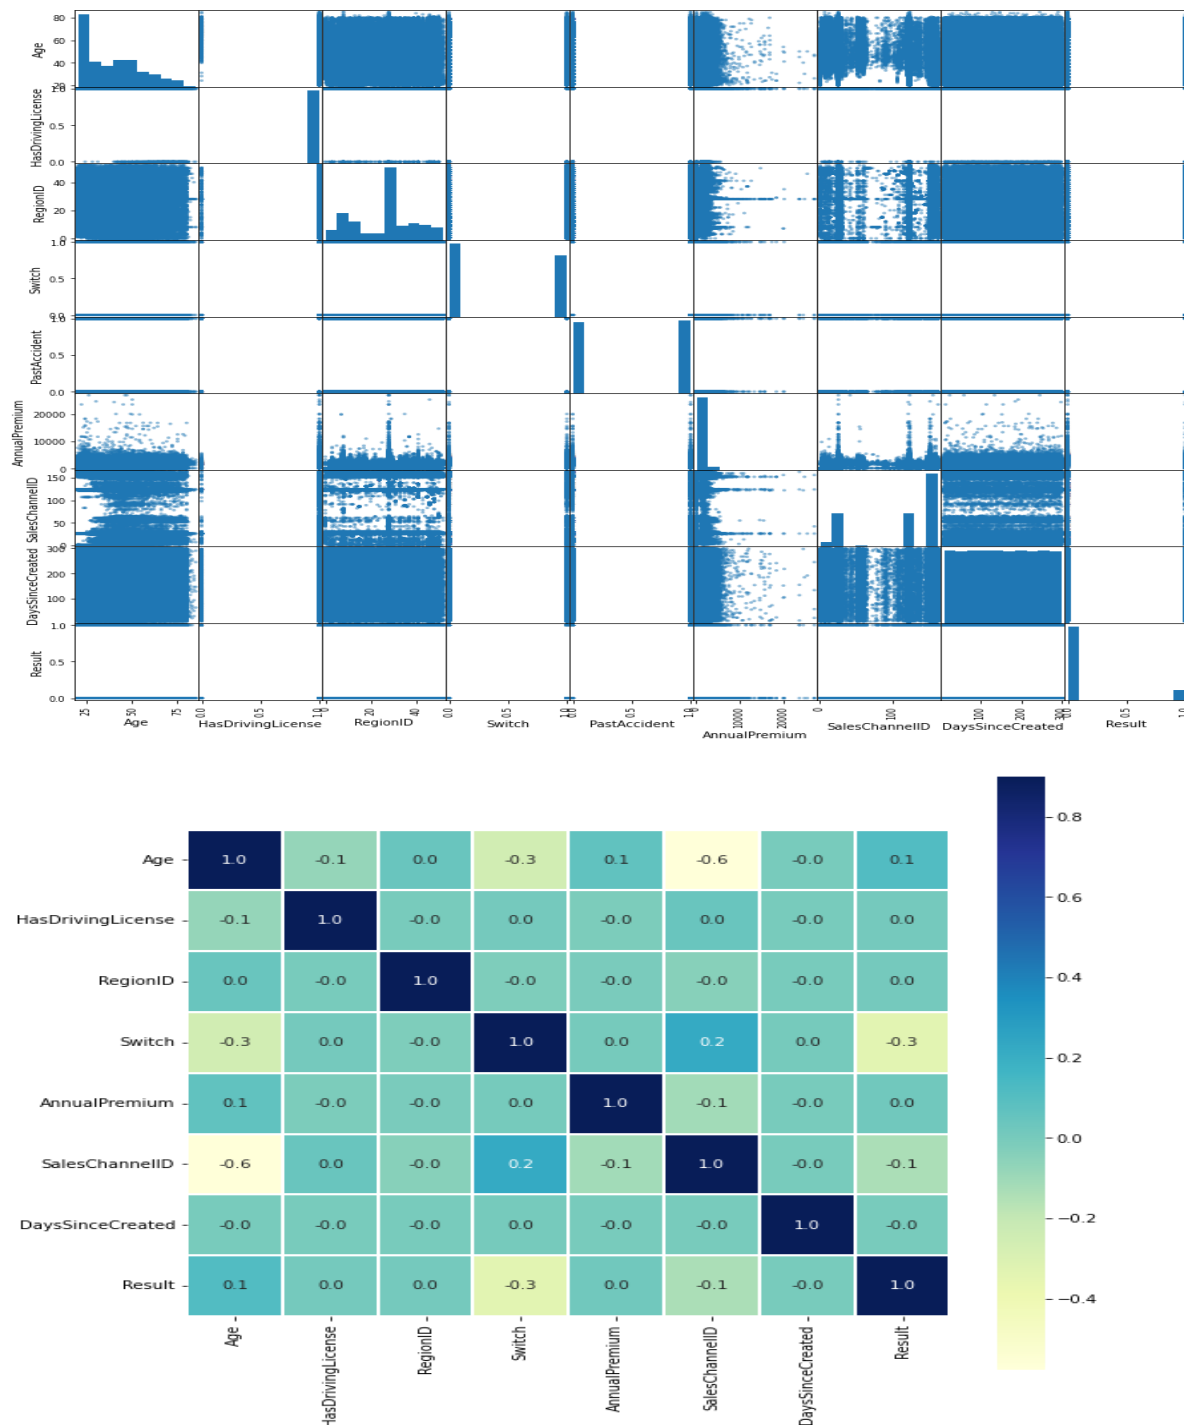 80
60
40
20
Age
1.0
0.5
0.0
HasDrivingLicense
40
20
0
RegionID
1.0
0.5
0.0
Switch
1.0
0.5
0.0
PastAccident
20000
10000
0
AnnualPremium
150
100
50
0
SalesChannelID
300
200
100
DaysSinceCreated
1.0
0.5
0.0
Result
25 50 75 0.0 0.5 1.0 0 20 40 0.0 0.5 1.0 0.0 0.5 1.0 0 10000 20000 0 100 100 200 300 0.0 0.5 1.0
Age HasDrivingLicense RegionID Switch PastAccident AnnualPremium SalesChannelID DaysSinceCreated Result
Age 1.0 -0.1 0.0 -0.3 0.1 -0.6 -0.0 0.1
HasDrivingLicense -0.1 1.0 -0.0 0.0 -0.0 0.0 -0.0 0.0
RegionID 0.0 -0.0 1.0 -0.0 -0.0 -0.0 -0.0 0.0
Switch -0.3 0.0 -0.0 1.0 0.0 0.2 0.0 -0.3
AnnualPremium 0.1 -0.0 -0.0 0.0 1.0 -0.1 -0.0 0.0
SalesChannelID -0.6 0.0 -0.0 0.2 -0.1 1.0 -0.0 -0.1
DaysSinceCreated -0.0 -0.0 -0.0 0.0 -0.0 -0.0 1.0 -0.0
Result 0.1 0.0 0.0 -0.3 0.0 -0.1 -0.0 1.0
Age HasDrivingLicense RegionID Switch AnnualPremium SalesChannelID DaysSinceCreated Result
0.8
0.6
0.4
0.2
0.0
−0.2
−0.4